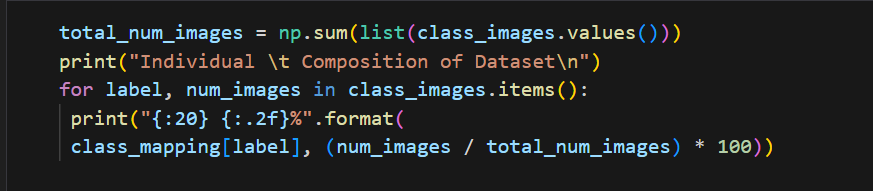 total_num_images = np.sum(list(class_images.values()))
print("Individual \t Composition of Dataset\n")
for label, num_images in class_images.items():
print("{:20} {:.2f}%".format(
class_mapping[label], (num_images / total_num_images) * 100))